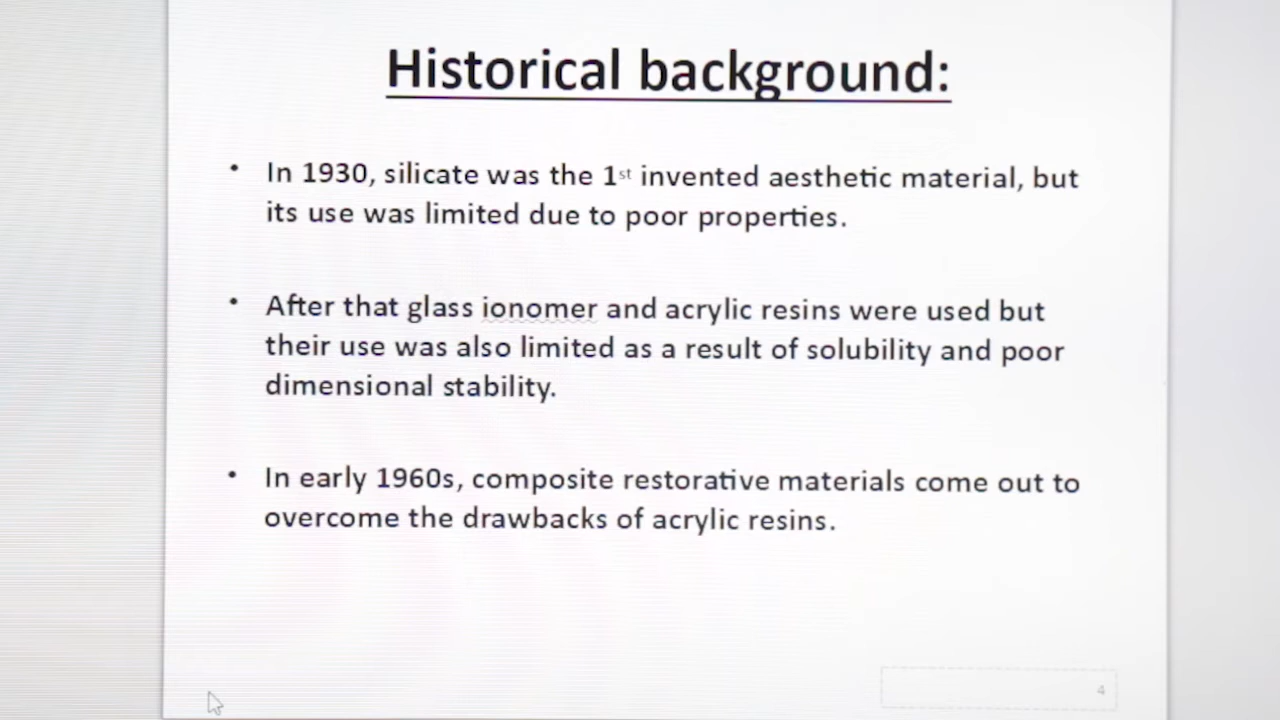 Historical background:
• In 1930, silicate was the 1st invented aesthetic material, but
its use was limited due to poor properties.
• After that glass ionomer and acrylic resins were used but
their use was also limited as a result of solubility and poor
dimensional stability.
• In early 1960s, composite restorative materials come out to
overcome the drawbacks of acrylic resins.
4